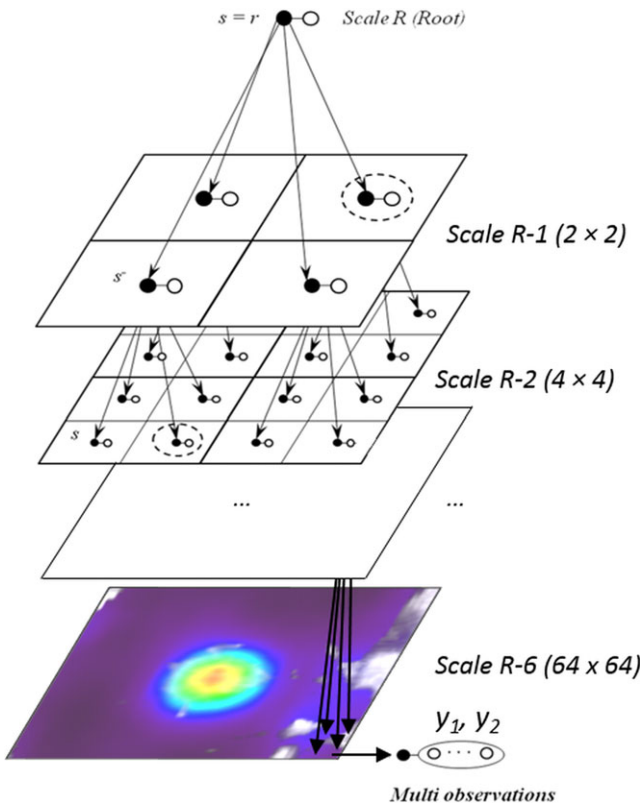 s = r Scale R (Root)
Scale R-1 (2 × 2)
s-
Scale R-2 (4 × 4)
s
... ...
Scale R-6 (64 x 64)
y1, y2
...
Multi observations